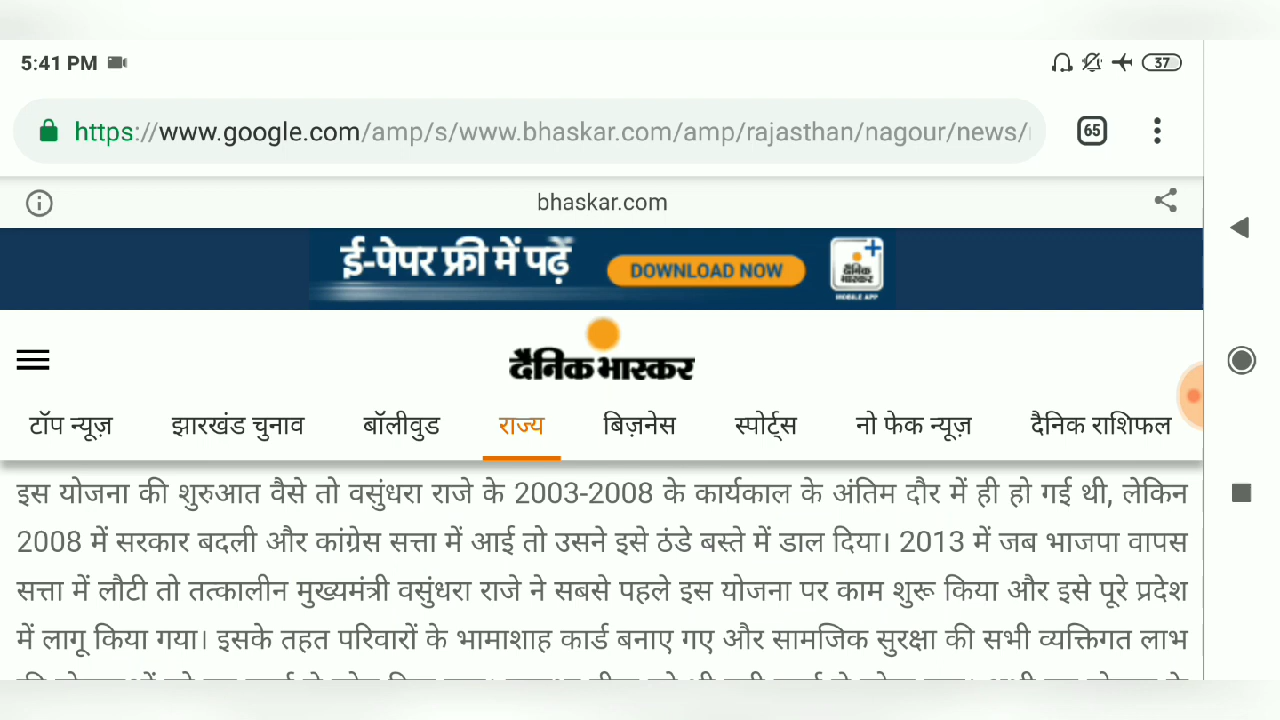 5:41 PM 37
https://www.google.com/amp/s/www.bhaskar.com/amp/rajasthan/nagour/news/ 65
bhaskar.com
ई-पेपर फ्री में पढ़ें DOWNLOAD NOW दैनिक भास्कर
MOBILE APP
दैनिक भास्कर
टॉप न्यूज़ झारखंड चुनाव बॉलीवुड राज्य बिज़नेस स्पोर्ट्स नो फेक न्यूज़ दैनिक राशिफल
इस योजना की शुरुआत वैसे तो वसुंधरा राजे के 2003-2008 के कार्यकाल के अंतिम दौर में ही हो गई थी, लेकिन
2008 में सरकार बदली और कांग्रेस सत्ता में आई तो उसने इसे ठंडे बस्ते में डाल दिया। 2013 में जब भाजपा वापस
सत्ता में लौटी तो तत्कालीन मुख्यमंत्री वसुंधरा राजे ने सबसे पहले इस योजना पर काम शुरू किया और इसे पूरे प्रदेश
में लागू किया गया। इसके तहत परिवारों के भामाशाह कार्ड बनाए गए और सामजिक सुरक्षा की सभी व्यक्तिगत लाभ